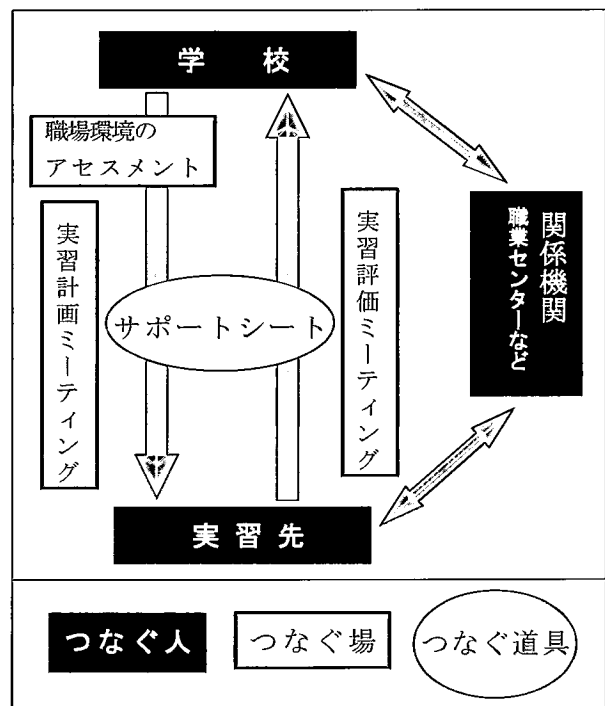 学校
職場環境の
アセスメント
実習計画ミーティング
サポートシート
実習評価ミーティング
関係機関
職業センターなど
実習先
つなぐ人
つなぐ場
つなぐ道具